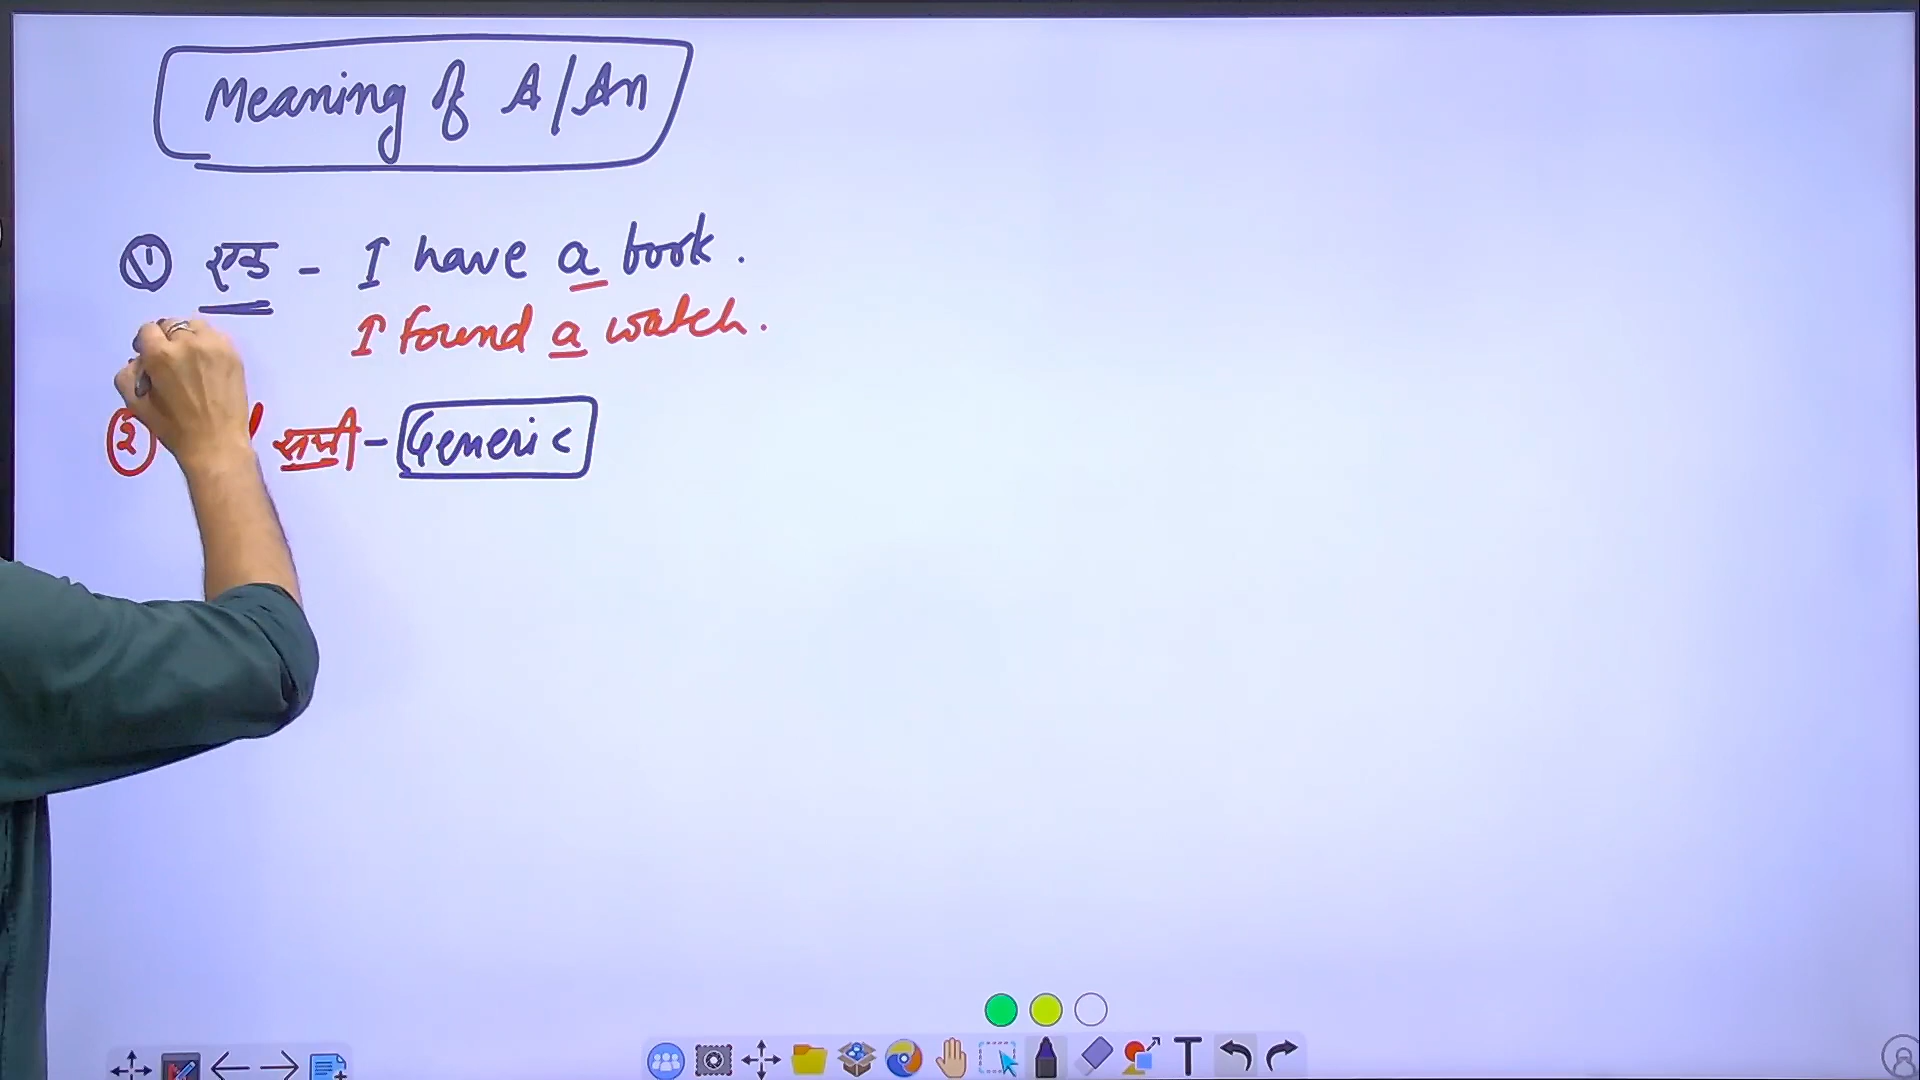 Meaning of A/An
① एक - I have a book.
I found a watch.
② सभी - Generic